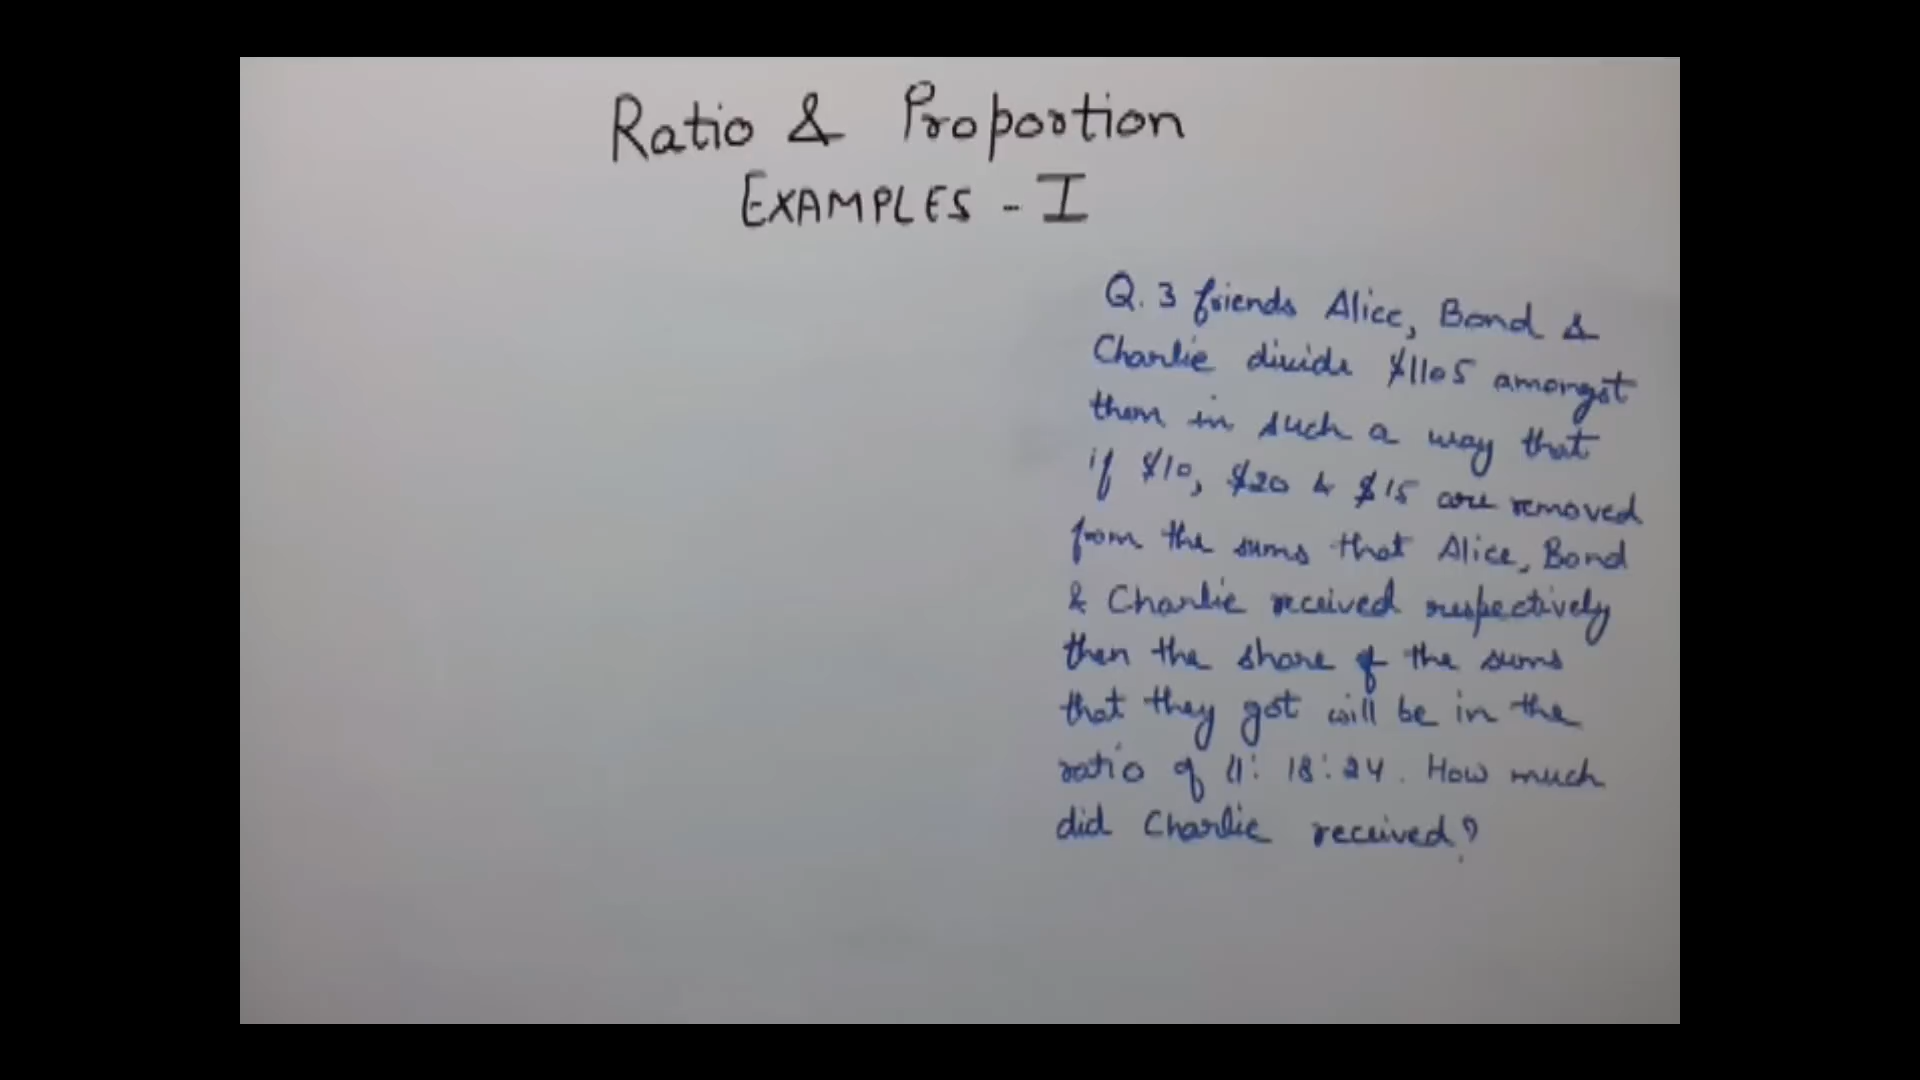 Ratio & Proportion
EXAMPLES - I
Q. 3 friends Alice, Bond &
Charlie divide $1105 amongst
them in such a way that
if $10, $20 & $15 are removed
from the sums that Alice, Bond
& Charlie received respectively
then the share of the sums
that they got will be in the
ratio of 11: 18:24. How much
did Charlie received?